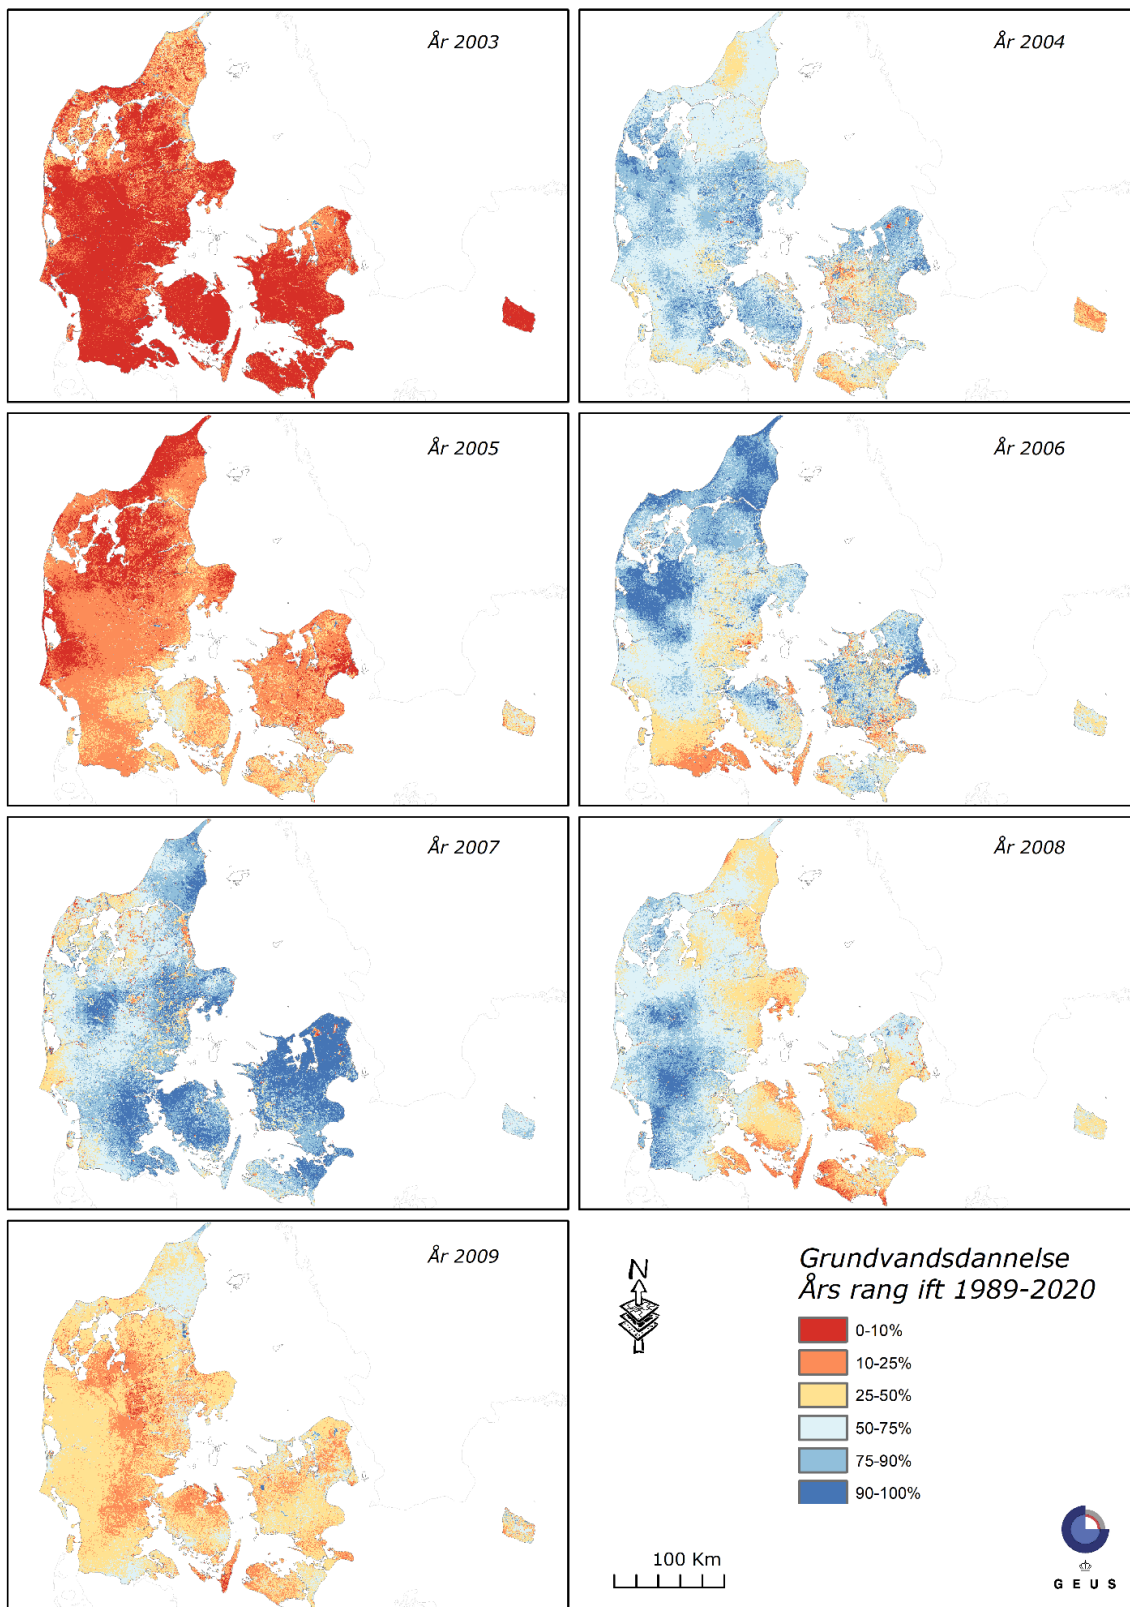 År 2003
År 2004
År 2005
År 2006
År 2007
År 2008
År 2009
N
Grundvandsdannelse
Års rang ift 1989-2020
0-10%
10-25%
25-50%
50-75%
75-90%
90-100%
100 Km
G E U S